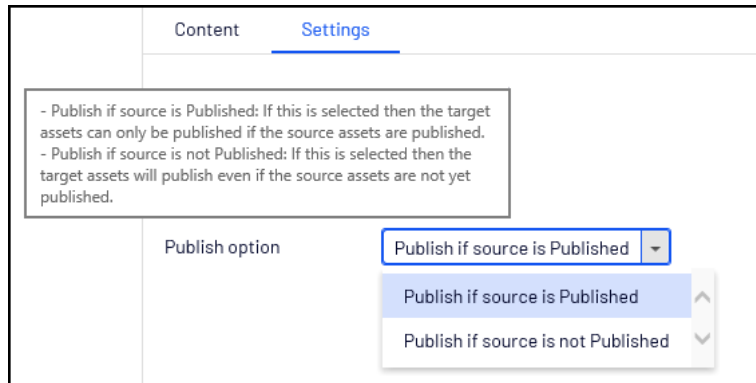 Content Settings
- Publish if source is Published: If this is selected then the target
assets can only be published if the source assets are published.
- Publish if source is not Published: If this is selected then the
target assets will publish even if the source assets are not yet
published.
Publish option Publish if source is Published
Publish if source is Published
Publish if source is not Published